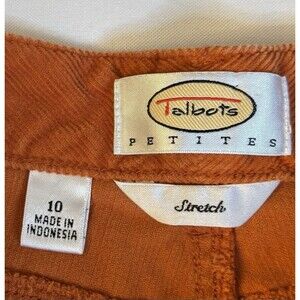 Talbots
PETITES
Stretch
10
MADE IN
INDONESIA